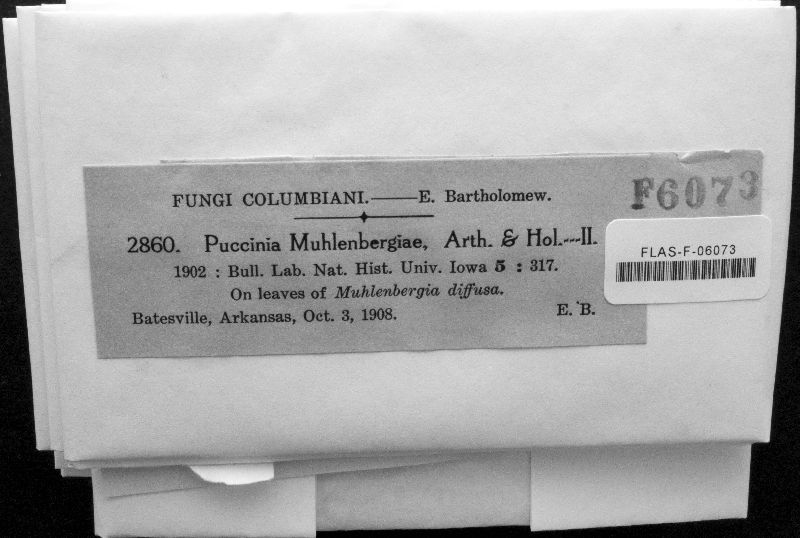 FUNGI COLUMBIANI.——E. Bartholomew.
F6073
2860. Puccinia Muhlenbergiae, Arth. & Hol.---II.
FLAS-F-06073
1902 : Bull. Lab. Nat. Hist. Univ. Iowa 5 : 317.
On leaves of Muhlenbergia diffusa.
Batesville, Arkansas, Oct. 3, 1908. E. B.